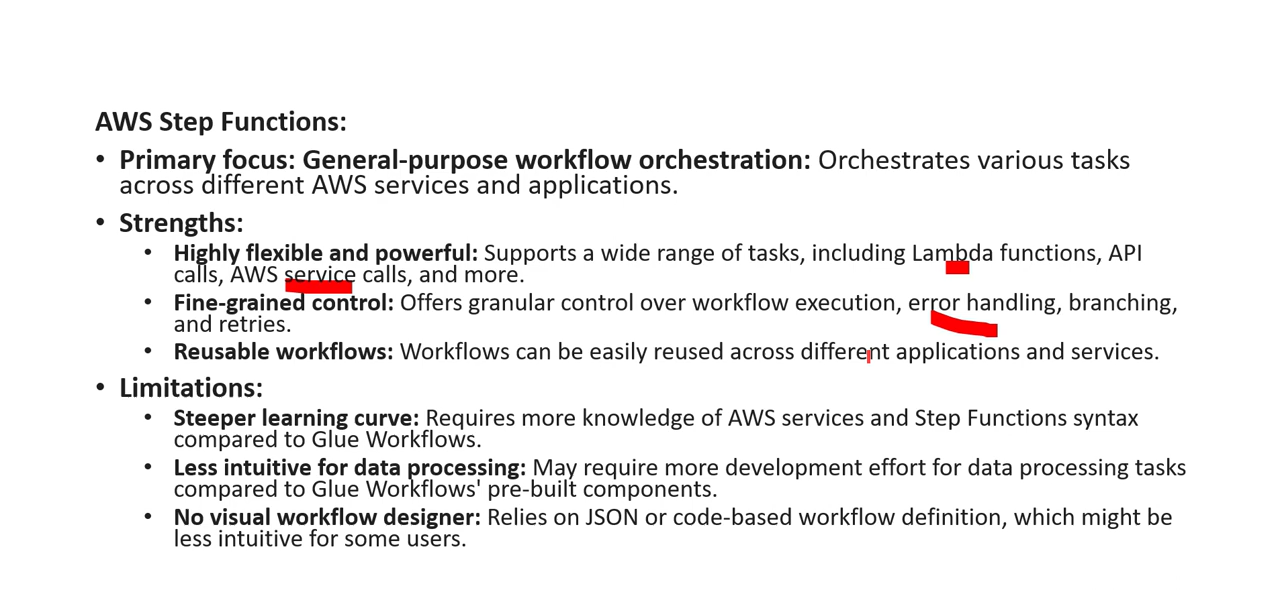 AWS Step Functions:
• Primary focus: General-purpose workflow orchestration: Orchestrates various tasks
across different AWS services and applications.
• Strengths:
• Highly flexible and powerful: Supports a wide range of tasks, including Lambda functions, API
calls, AWS service calls, and more.
• Fine-grained control: Offers granular control over workflow execution, error handling, branching,
and retries.
• Reusable workflows: Workflows can be easily reused across different applications and services.
• Limitations:
• Steeper learning curve: Requires more knowledge of AWS services and Step Functions syntax
compared to Glue Workflows.
• Less intuitive for data processing: May require more development effort for data processing tasks
compared to Glue Workflows' pre-built components.
• No visual workflow designer: Relies on JSON or code-based workflow definition, which might be
less intuitive for some users.